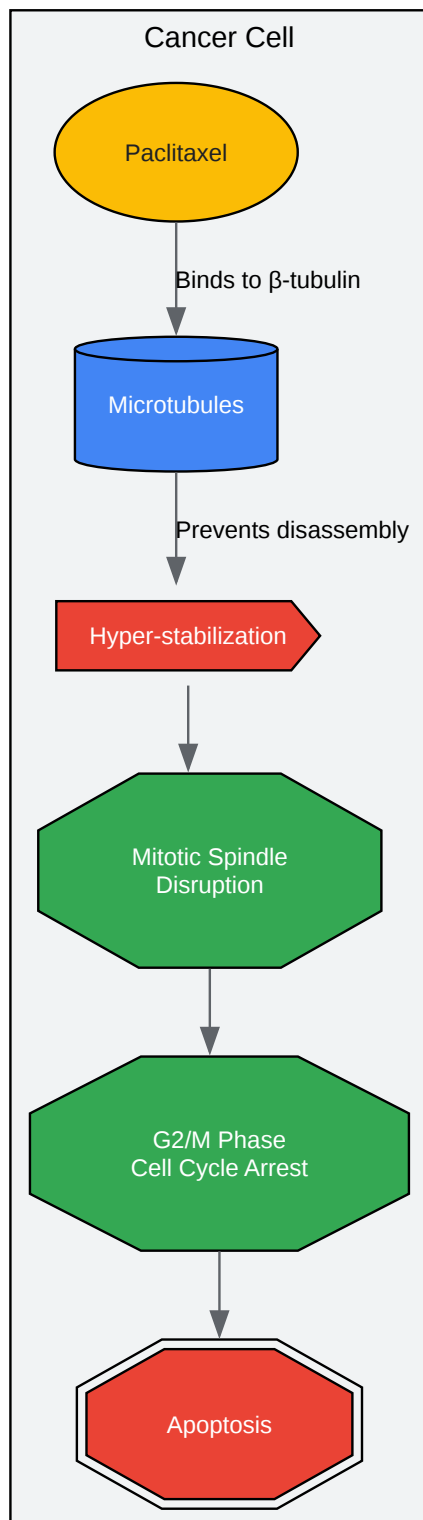 Cancer Cell
Paclitaxel
Binds to β-tubulin
Microtubules
Prevents disassembly
Hyper-stabilization
Mitotic Spindle
Disruption
G2/M Phase
Cell Cycle Arrest
Apoptosis